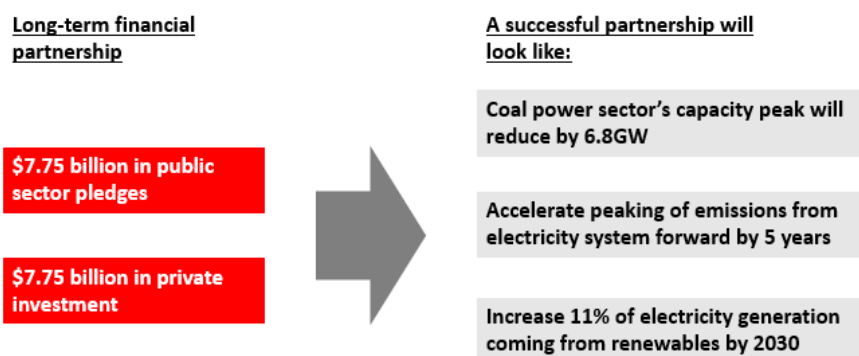 Long-term financial
partnership
$7.75 billion in public
sector pledges
$7.75 billion in private
investment
A successful partnership will
look like:
Coal power sector’s capacity peak will
reduce by 6.8GW
Accelerate peaking of emissions from
electricity system forward by 5 years
Increase 11% of electricity generation
coming from renewables by 2030